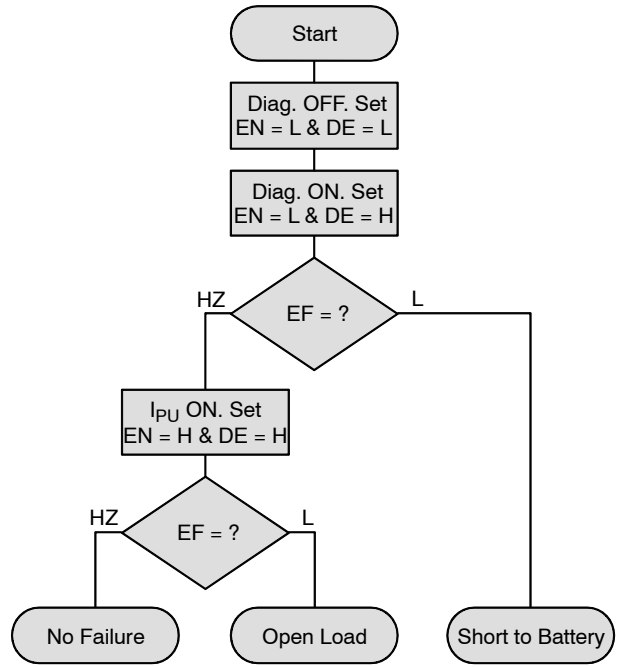 Start
Diag. OFF. Set
EN = L & DE = L
Diag. ON. Set
EN = L & DE = H
HZ
EF = ?
L
IPU ON. Set
EN = H & DE = H
HZ
EF = ?
L
No Failure
Open Load
Short to Battery